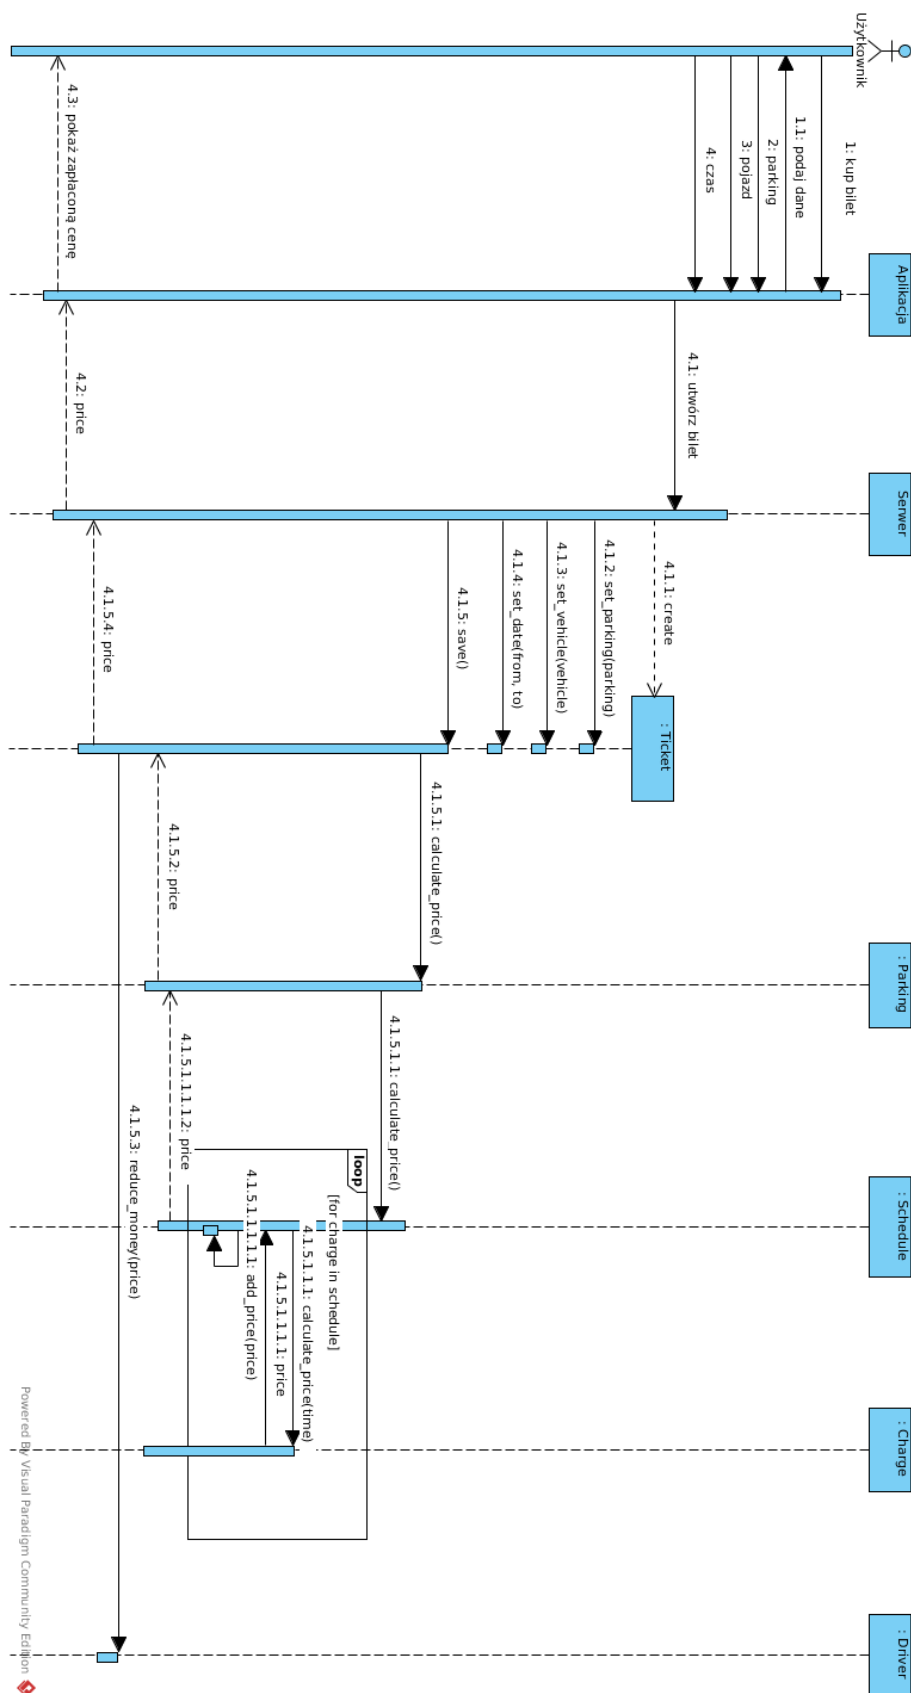 Użytkownik
Aplikacja
Serwer
: Ticket
: Parking
: Schedule
: Charge
: Driver
1: kup bilet
1.1: podaj dane
2: parking
3: pojazd
4: czas
4.1: utwórz bilet
4.1.1: create
4.1.2: set_parking(parking)
4.1.3: set_vehicle(vehicle)
4.1.4: set_date(from, to)
4.1.5: save()
4.1.5.1: calculate_price()
4.1.5.1.1: calculate_price()
loop
[for charge in schedule]
4.1.5.1.1.1: calculate_price(time)
4.1.5.1.1.1.1: price
4.1.5.1.1.1.1.1: add_price(price)
4.1.5.1.1.1.1.2: price
4.1.5.2: price
4.1.5.3: reduce_money(price)
4.1.5.4: price
4.2: price
4.3: pokaż zapłaconą cenę
Powered By Visual Paradigm Community Edition